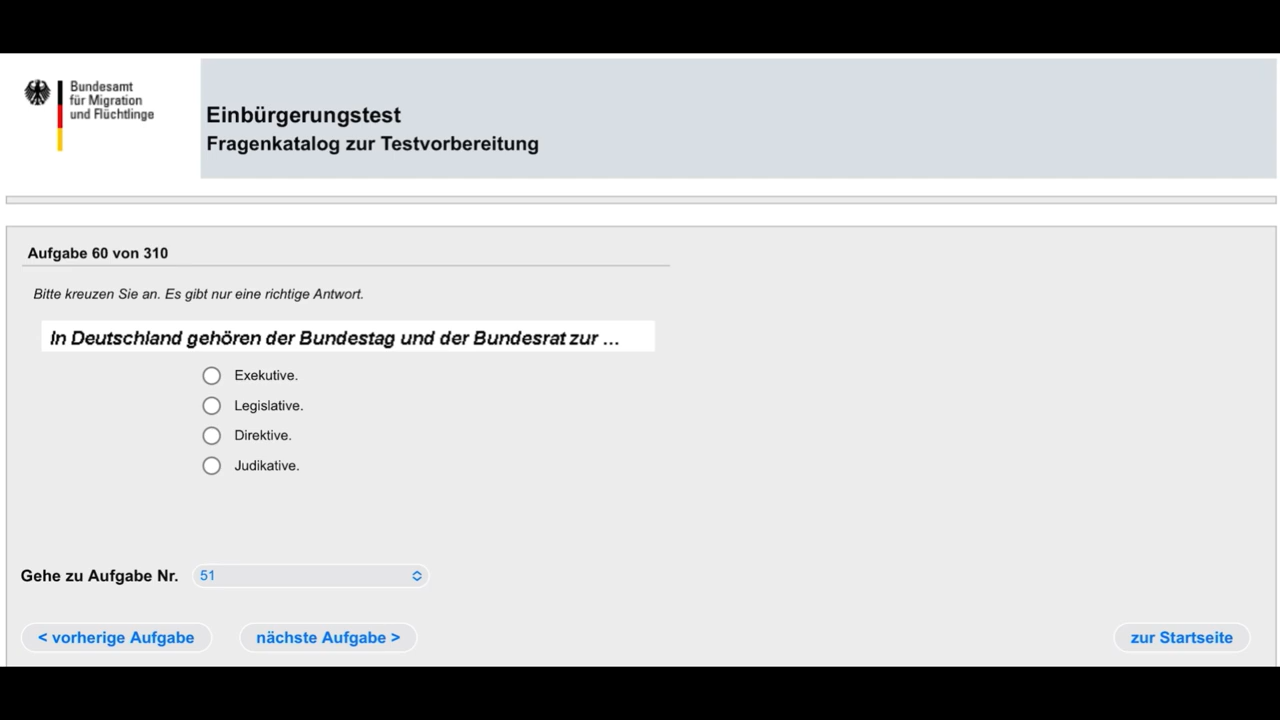 Bundesamt
für Migration
und Flüchtlinge
Einbürgerungstest
Fragenkatalog zur Testvorbereitung
Aufgabe 60 von 310
Bitte kreuzen Sie an. Es gibt nur eine richtige Antwort.
In Deutschland gehören der Bundestag und der Bundesrat zur ...
Exekutive.
Legislative.
Direktive.
Judikative.
Gehe zu Aufgabe Nr. 51
< vorherige Aufgabe nächste Aufgabe > zur Startseite